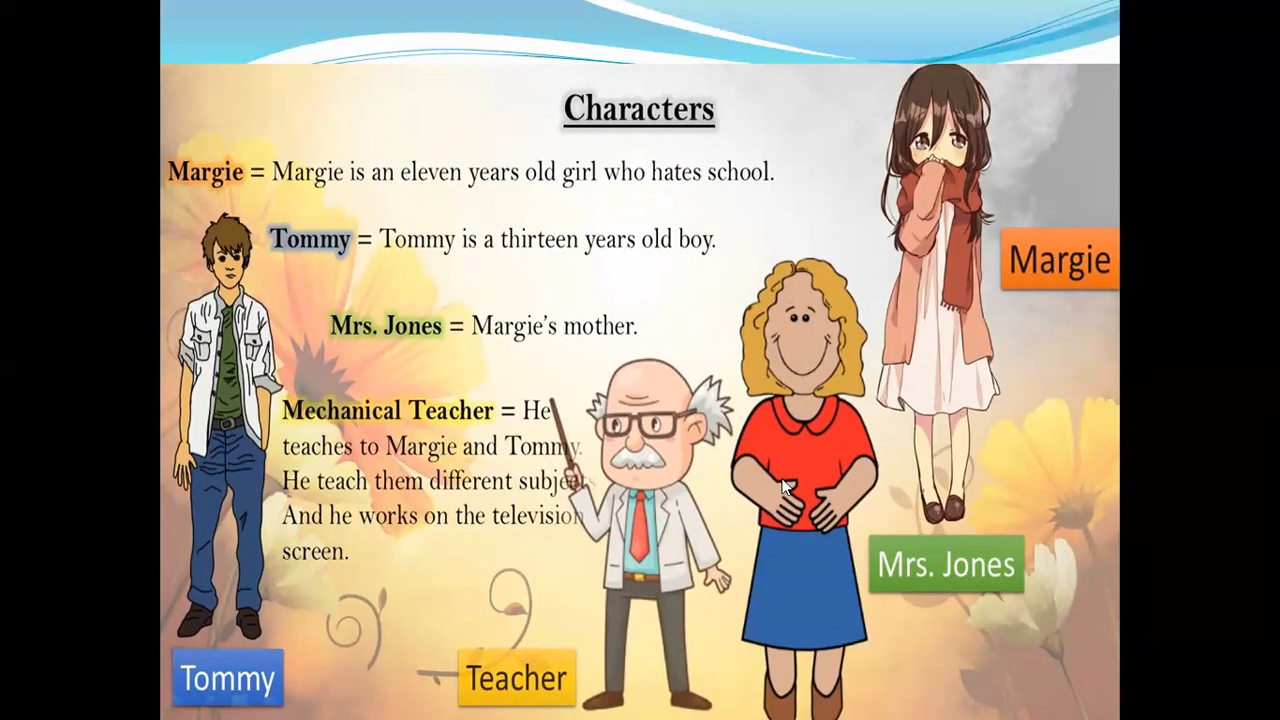 Characters
Margie = Margie is an eleven years old girl who hates school.
Tommy = Tommy is a thirteen years old boy.
Margie
Mrs. Jones = Margie's mother.
Mechanical Teacher = He
teaches to Margie and Tommy.
He teach them different subjects
And he works on the television
screen.
Mrs. Jones
Tommy
Teacher